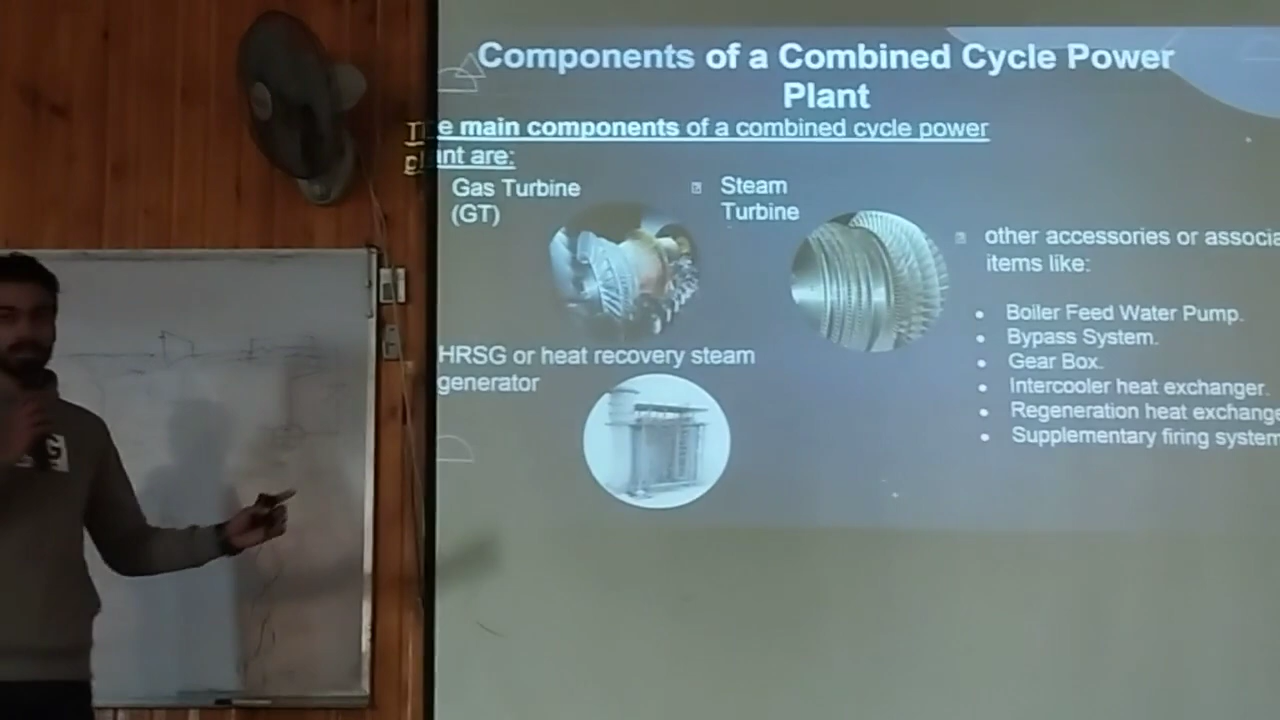 Components of a Combined Cycle Power
Plant
The main components of a combined cycle power
plant are:
Gas Turbine
(GT)
Steam
Turbine
other accessories or associa
items like:
HRSG or heat recovery steam
generator
• Boiler Feed Water Pump.
• Bypass System.
• Gear Box.
• Intercooler heat exchanger.
• Regeneration heat exchange
• Supplementary firing system